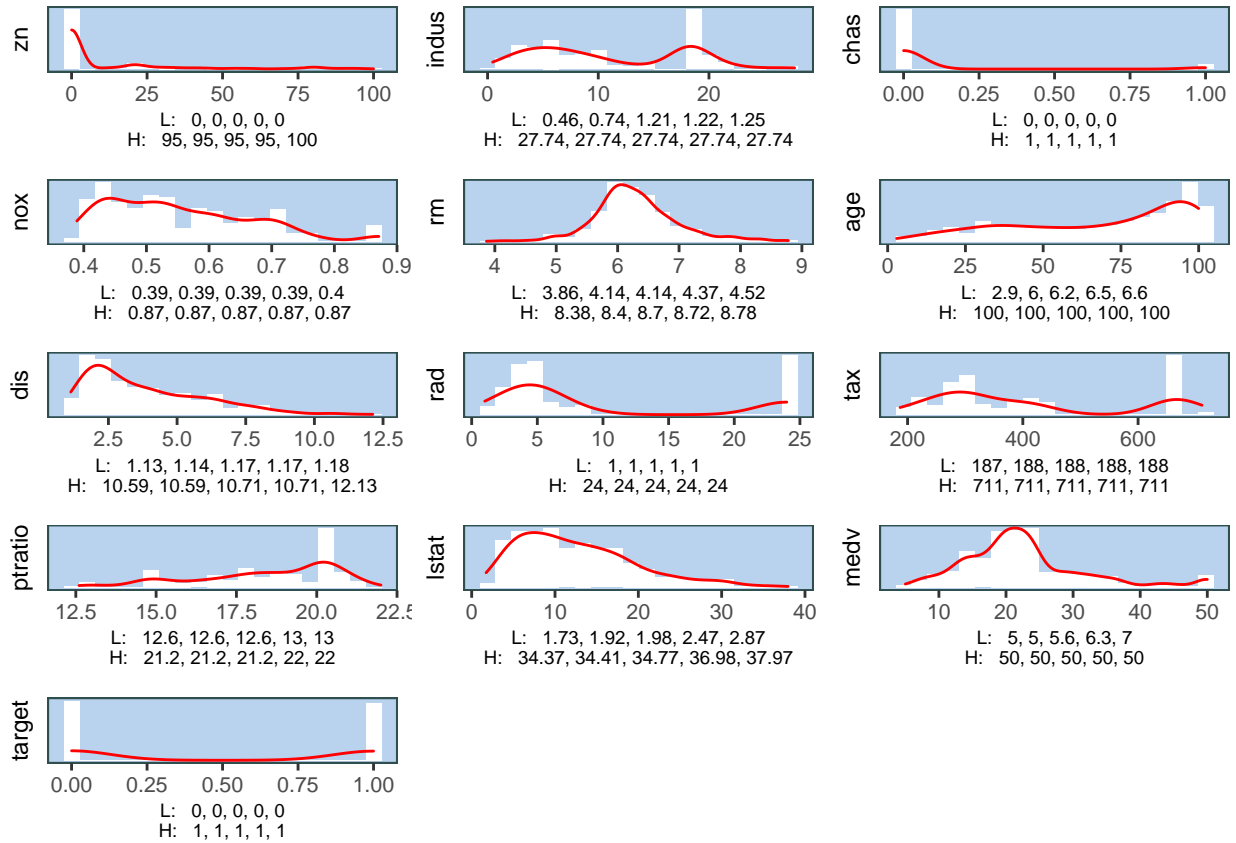 zn
0 25 50 75 100
L: 0, 0, 0, 0, 0
H: 95, 95, 95, 95, 100
indus
0 10 20
L: 0.46, 0.74, 1.21, 1.22, 1.25
H: 27.74, 27.74, 27.74, 27.74, 27.74
chas
0.00 0.25 0.50 0.75 1.00
L: 0, 0, 0, 0, 0
H: 1, 1, 1, 1, 1
nox
0.4 0.5 0.6 0.7 0.8 0.9
L: 0.39, 0.39, 0.39, 0.39, 0.4
H: 0.87, 0.87, 0.87, 0.87, 0.87
rm
4 5 6 7 8 9
L: 3.86, 4.14, 4.14, 4.37, 4.52
H: 8.38, 8.4, 8.7, 8.72, 8.78
age
0 25 50 75 100
L: 2.9, 6, 6.2, 6.5, 6.6
H: 100, 100, 100, 100, 100
dis
2.5 5.0 7.5 10.0 12.5
L: 1.13, 1.14, 1.17, 1.17, 1.18
H: 10.59, 10.59, 10.71, 10.71, 12.13
rad
0 5 10 15 20 25
L: 1, 1, 1, 1, 1
H: 24, 24, 24, 24, 24
tax
200 400 600
L: 187, 188, 188, 188, 188
H: 711, 711, 711, 711, 711
ptratio
12.5 15.0 17.5 20.0 22.5
L: 12.6, 12.6, 12.6, 13, 13
H: 21.2, 21.2, 21.2, 22, 22
lstat
0 10 20 30 40
L: 1.73, 1.92, 1.98, 2.47, 2.87
H: 34.37, 34.41, 34.77, 36.98, 37.97
medv
10 20 30 40 50
L: 5, 5, 5.6, 6.3, 7
H: 50, 50, 50, 50, 50
target
0.00 0.25 0.50 0.75 1.00
L: 0, 0, 0, 0, 0
H: 1, 1, 1, 1, 1